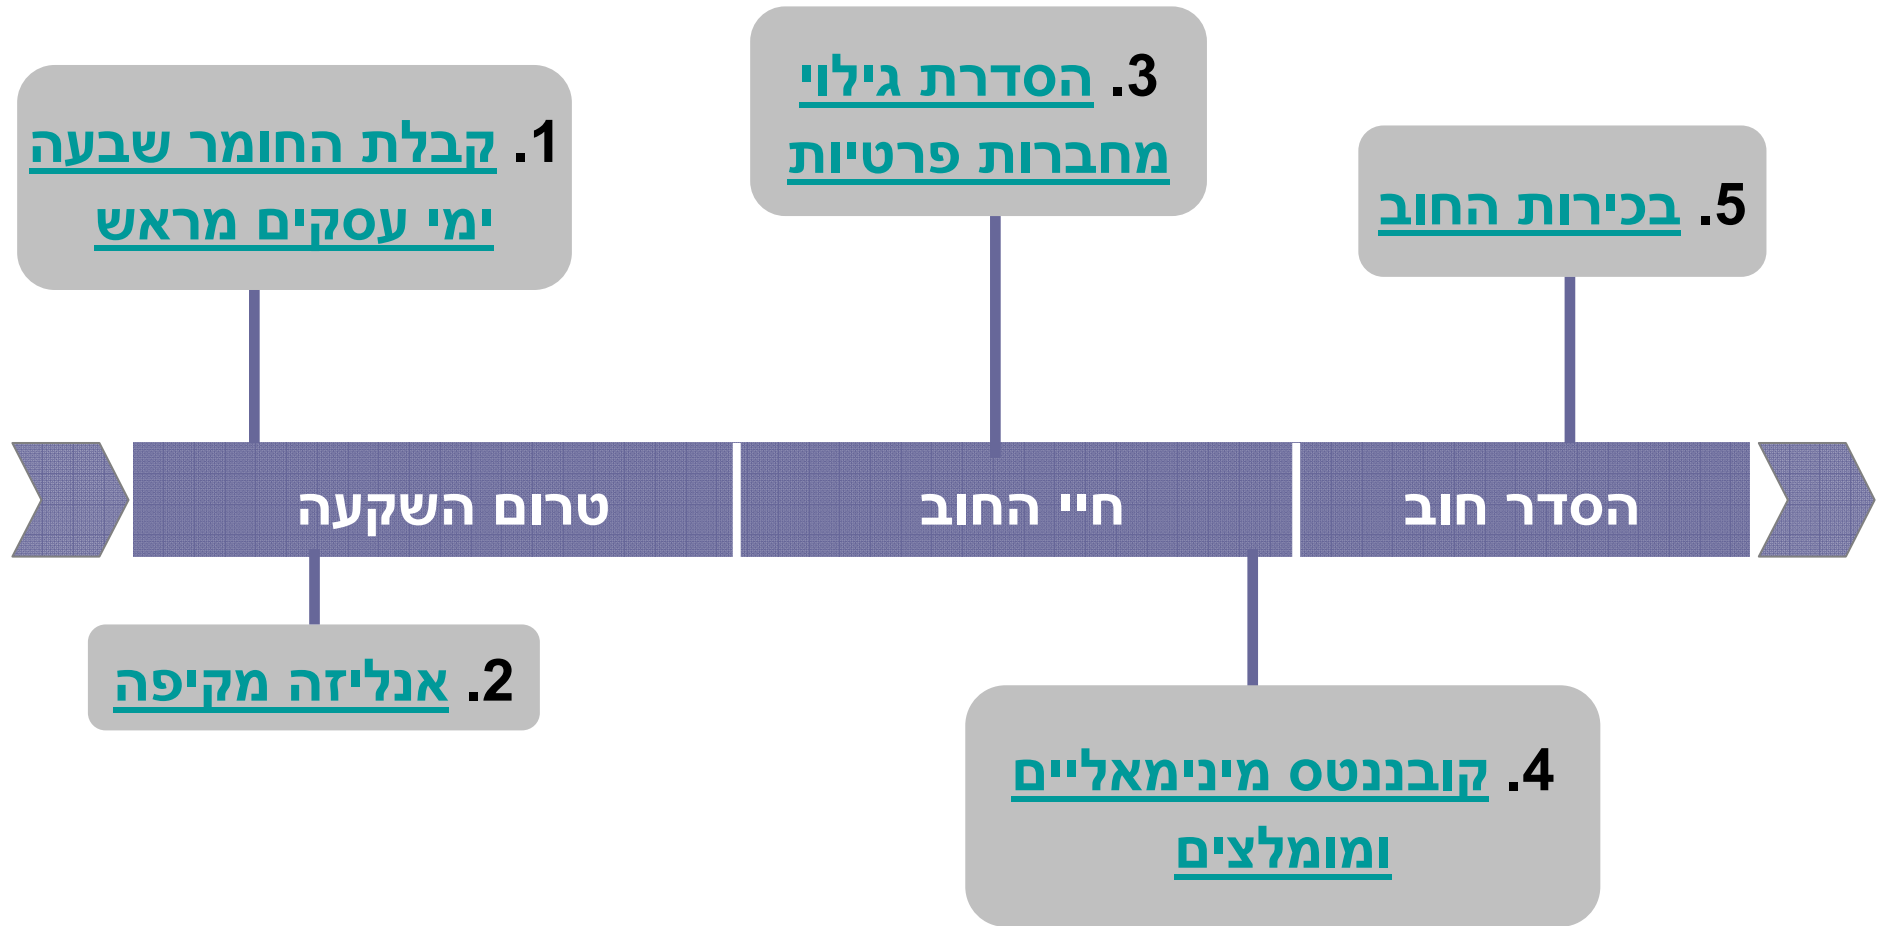 1. קבלת החומר שבעה
ימי עסקים מראש
3. הסדרת גילוי
מחברות פרטיות
5. בכירות החוב
טרום השקעה
חיי החוב
הסדר חוב
2. אנליזה מקיפה
4. קובננטס מינימאליים
ומומלצים